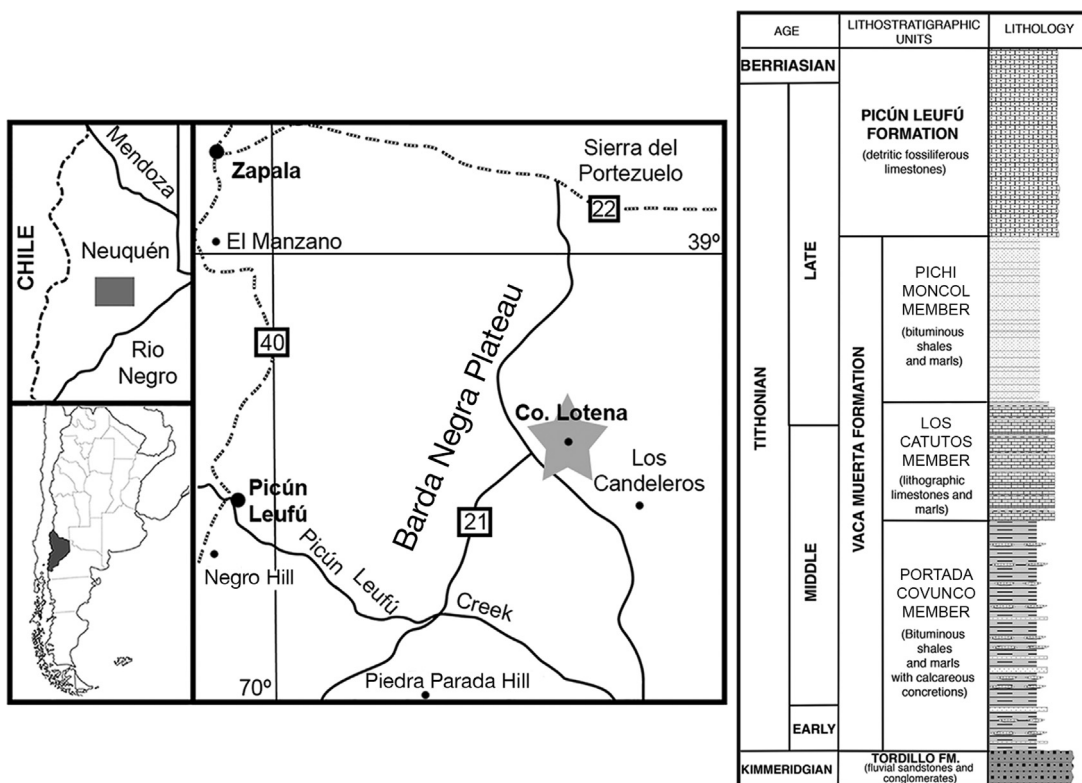 CHILE
Mendoza
Neuquén
Rio
Negro
Zapala
El Manzano
Sierra del
Portezuelo
22
39º
40
Barda Negra Plateau
Co. Lotena
Los
Candeleros
Picún
Leufú
21
Negro Hill
Picún Leufú Creek
70º
Piedra Parada Hill
AGE
LITHOSTRATIGRAPHIC
UNITS
LITHOLOGY
BERRIASIAN
TITHONIAN
LATE
MIDDLE
EARLY
KIMMERIDGIAN
PICÚN LEUFÚ
FORMATION
(detritic fossiliferous
limestones)
VACA MUERTA FORMATION
PICHI
MONCOL
MEMBER
(bituminous
shales
and marls)
LOS
CATUTOS
MEMBER
(lithographic
limestones and
marls)
PORTADA
COVUNCO
MEMBER
(Bituminous
shales
and marls
with calcareous
concretions)
TORDILLO FM.
(fluvial sandstones and
conglomerates)